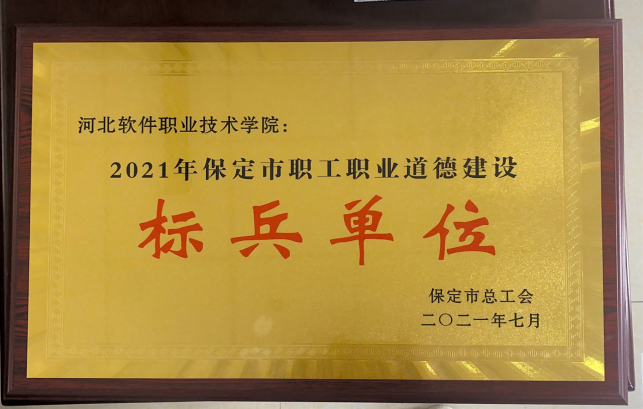 河北软件职业技术学院：
2021年保定市职工职业道德建设
标兵单位
保定市总工会
二〇二一年七月